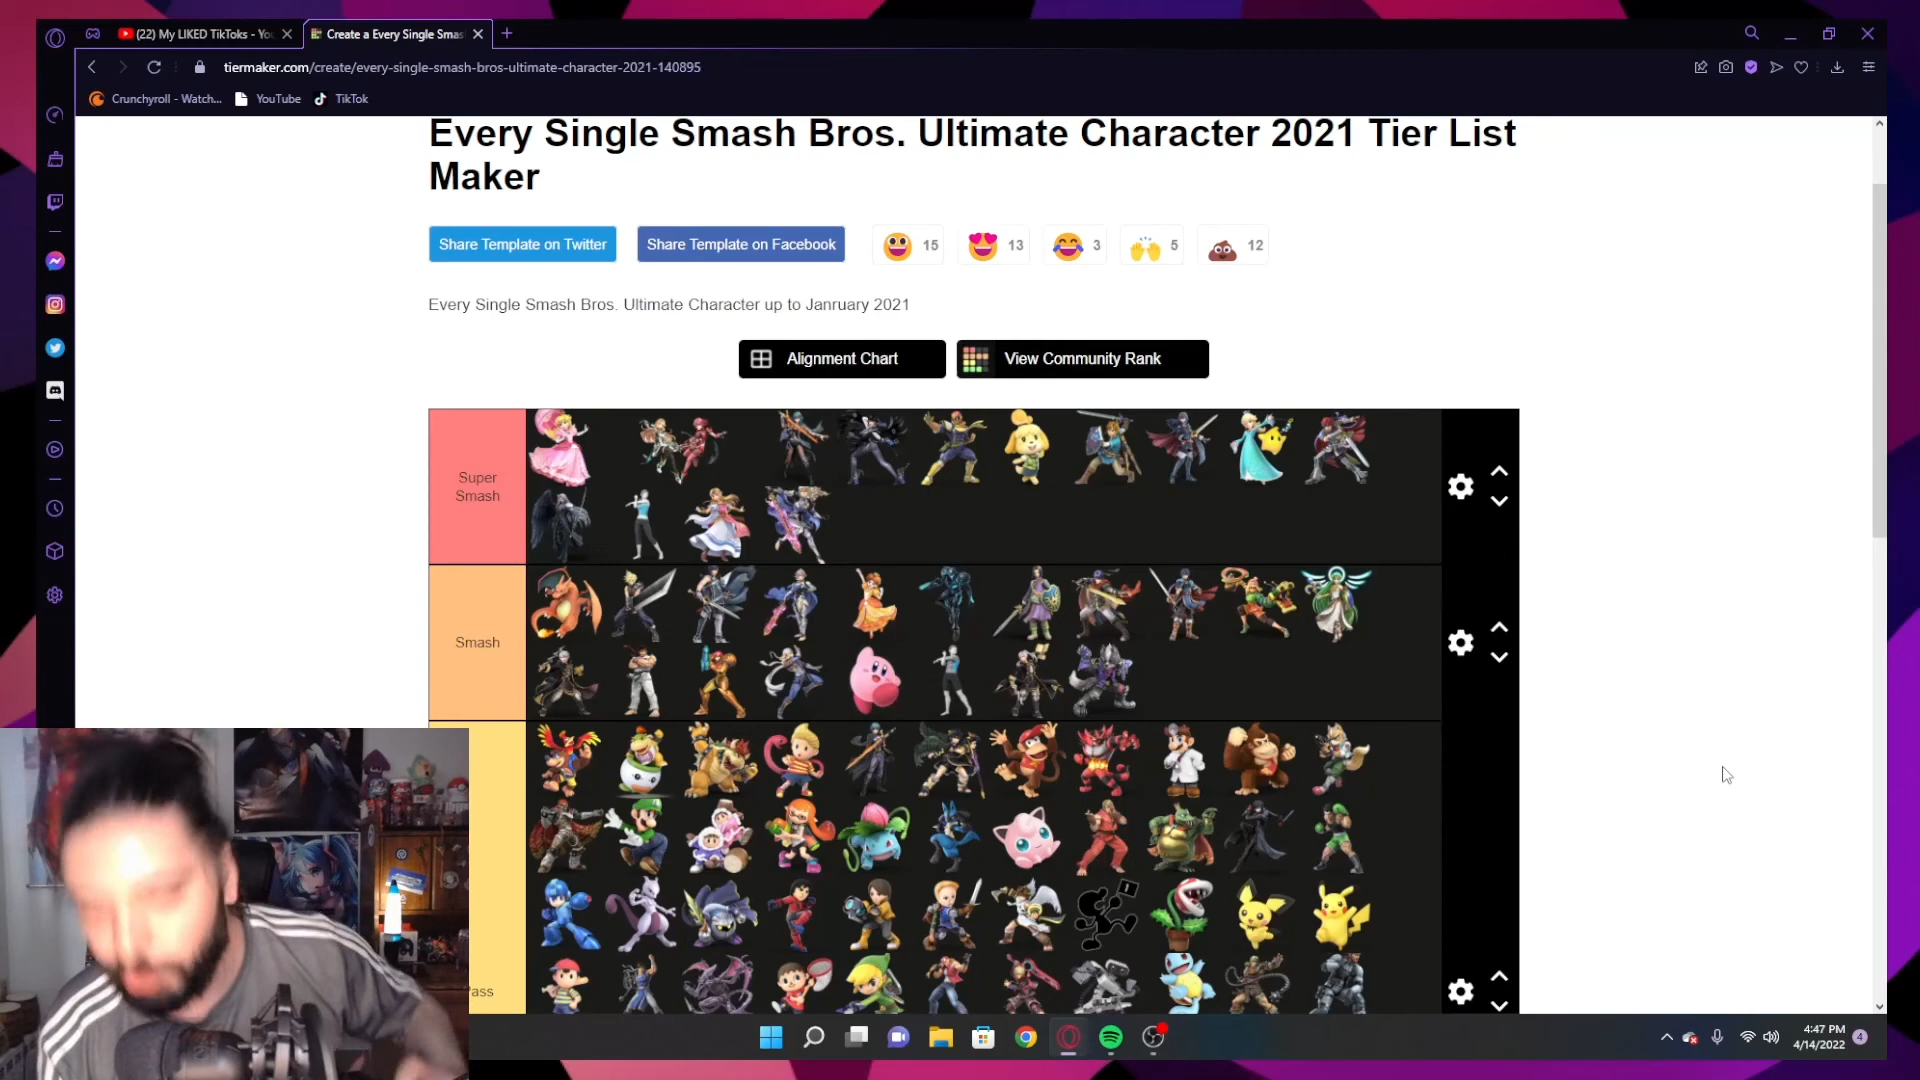 (22) My LIKED TikToks - Yo
Create a Every Single Smas
tiermaker.com/create/every-single-smash-bros-ultimate-character-2021-140895
Crunchyroll - Watch...
YouTube
TikTok
Every Single Smash Bros. Ultimate Character 2021 Tier List
Maker
Share Template on Twitter
Share Template on Facebook
15
13
3
5
12
Every Single Smash Bros. Ultimate Character up to Janruary 2021
Alignment Chart
View Community Rank
Super
Smash
Smash
ass
4:47 PM
4/14/2022
4